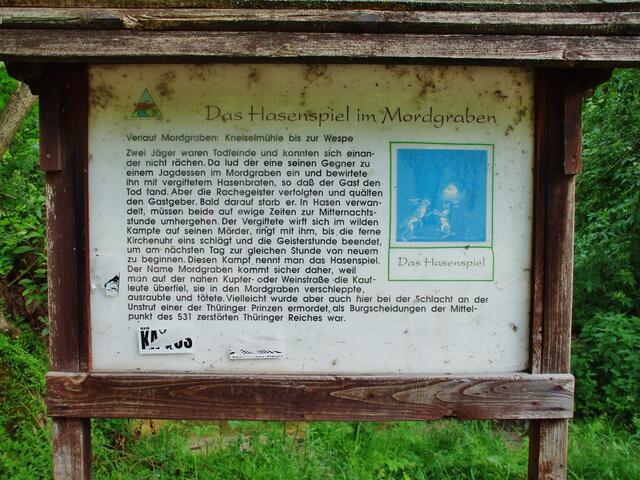 Das Hasenspiel im Mordgraben
Verlauf Mordgraben: Kneiselmühle bis zur Wespe
Zwei Jäger waren Todfeinde und konnten sich einan-
der nicht rächen. Da lud der eine seinen Gegner zu
einem Jagdessen im Mordgraben ein und bewirtete
ihn mit vergiftetem Hasenbraten, so daß der Gast den
Tod fand. Aber die Rachegeister verfolgten und quälten
den Gastgeber. Bald darauf starb er. In Hasen verwan-
delt, müssen beide auf ewige Zeiten zur Mitternachts-
stunde umhergehen. Der Vergiftete wirft sich im wilden
Kampfe auf seinen Mörder, ringt mit ihm, bis die ferne
Kirchenuhr eins schlägt und die Geisterstunde beendet,
um am nächsten Tag zur gleichen Stunde von neuem
zu beginnen. Diesen Kampf nennt man das Hasenspiel.
Der Name Mordgraben kommt sicher daher, weil
man auf der nahen Kupfer- oder Weinstraße die Kauf-
leute überfiel, sie in den Mordgraben verschleppte,
ausraubte und tötete. Vielleicht wurde aber auch hier bei der Schlacht an der
Unstrut einer der Thüringer Prinzen ermordet, als Burgscheidungen der Mittel-
punkt des 531 zerstörten Thüringer Reiches war.
Das Hasenspiel